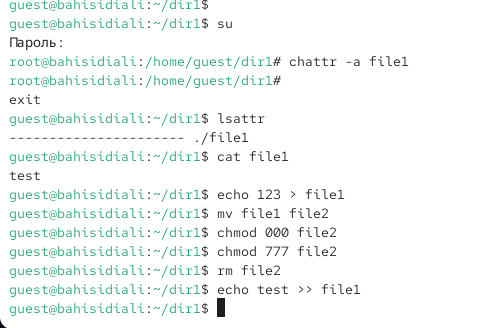 guest@bahisidiali:~/dir1$
guest@bahisidiali:~/dir1$ su
Пароль:
root@bahisidiali:/home/guest/dir1# chattr -a file1
root@bahisidiali:/home/guest/dir1#
exit
guest@bahisidiali:~/dir1$ lsattr
---------------------- ./file1
guest@bahisidiali:~/dir1$ cat file1
test
guest@bahisidiali:~/dir1$ echo 123 > file1
guest@bahisidiali:~/dir1$ mv file1 file2
guest@bahisidiali:~/dir1$ chmod 000 file2
guest@bahisidiali:~/dir1$ chmod 777 file2
guest@bahisidiali:~/dir1$ rm file2
guest@bahisidiali:~/dir1$ echo test >> file1
guest@bahisidiali:~/dir1$